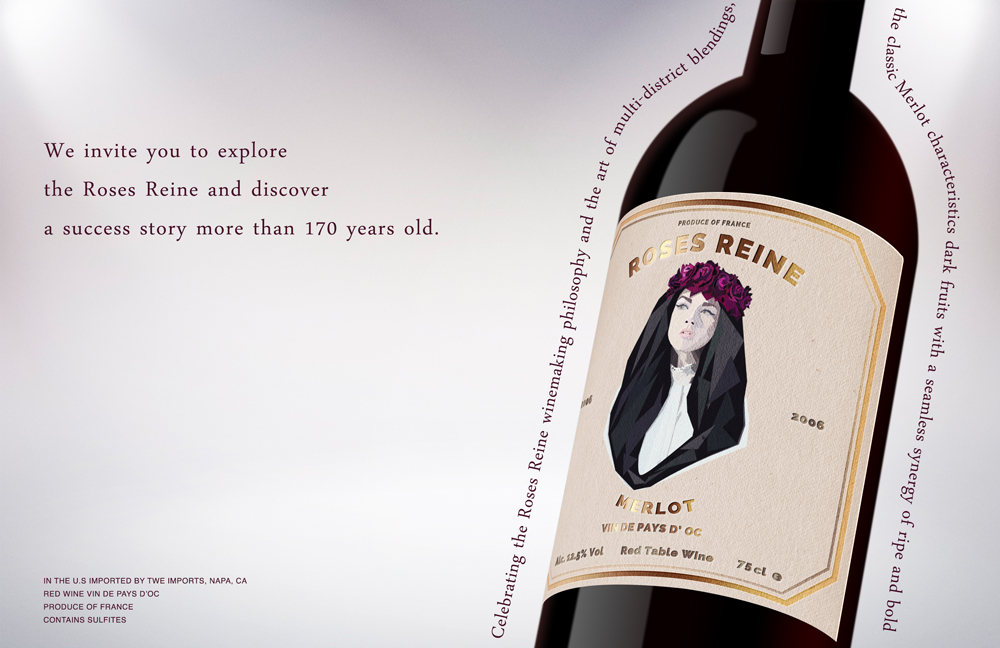 We invite you to explore
the Roses Reine and discover
a success story more than 170 years old.
Celebrating the Roses Reine winemaking philosophy and the art of multi-district blendings,
the classic Merlot characteristics dark fruits with a seamless synergy of ripe and bold
PRODUCE OF FRANCE
ROSES REINE
2006
MERLOT
VIN DE PAYS D' OC
Alc. 12.5% Vol Red Table Wine 75cl e
IN THE U.S IMPORTED BY TWE IMPORTS, NAPA, CA
RED WINE VIN DE PAYS D'OC
PRODUCE OF FRANCE
CONTAINS SULFITES